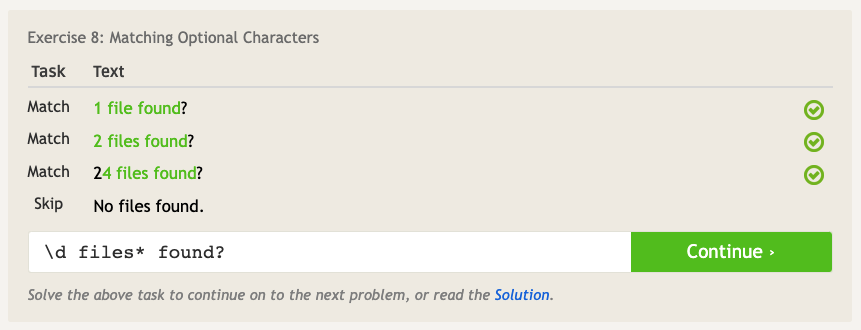 Exercise 8: Matching Optional Characters
Task Text
Match 1 file found?
Match 2 files found?
Match 24 files found?
Skip No files found.
\d files* found?
Continue ›
Solve the above task to continue on to the next problem, or read the Solution.